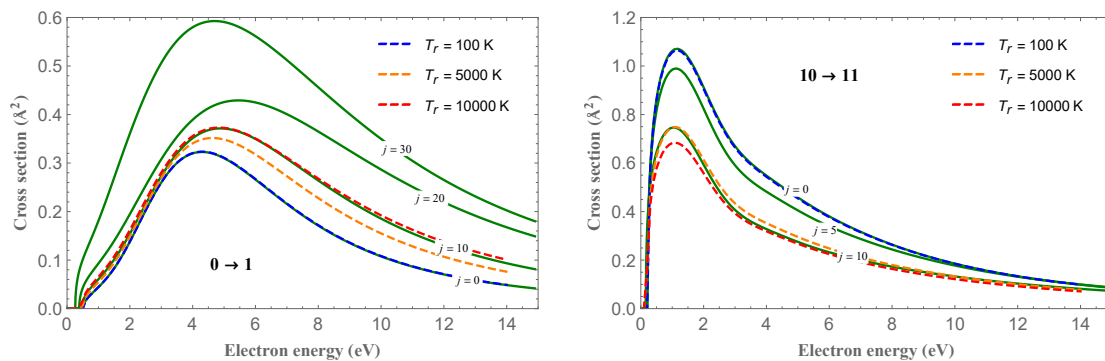 0.6
0.5
0.4
0.3
0.2
0.1
0.0
Cross section (Å²)
T_r = 100 K
T_r = 5000 K
T_r = 10000 K
j = 30
j = 20
j = 10
j = 0
0 → 1
0 2 4 6 8 10 12 14
Electron energy (eV)
1.2
1.0
0.8
0.6
0.4
0.2
0.0
Cross section (Å²)
T_r = 100 K
T_r = 5000 K
T_r = 10000 K
10 → 11
j = 0
j = 5
j = 10
0 2 4 6 8 10 12 14
Electron energy (eV)